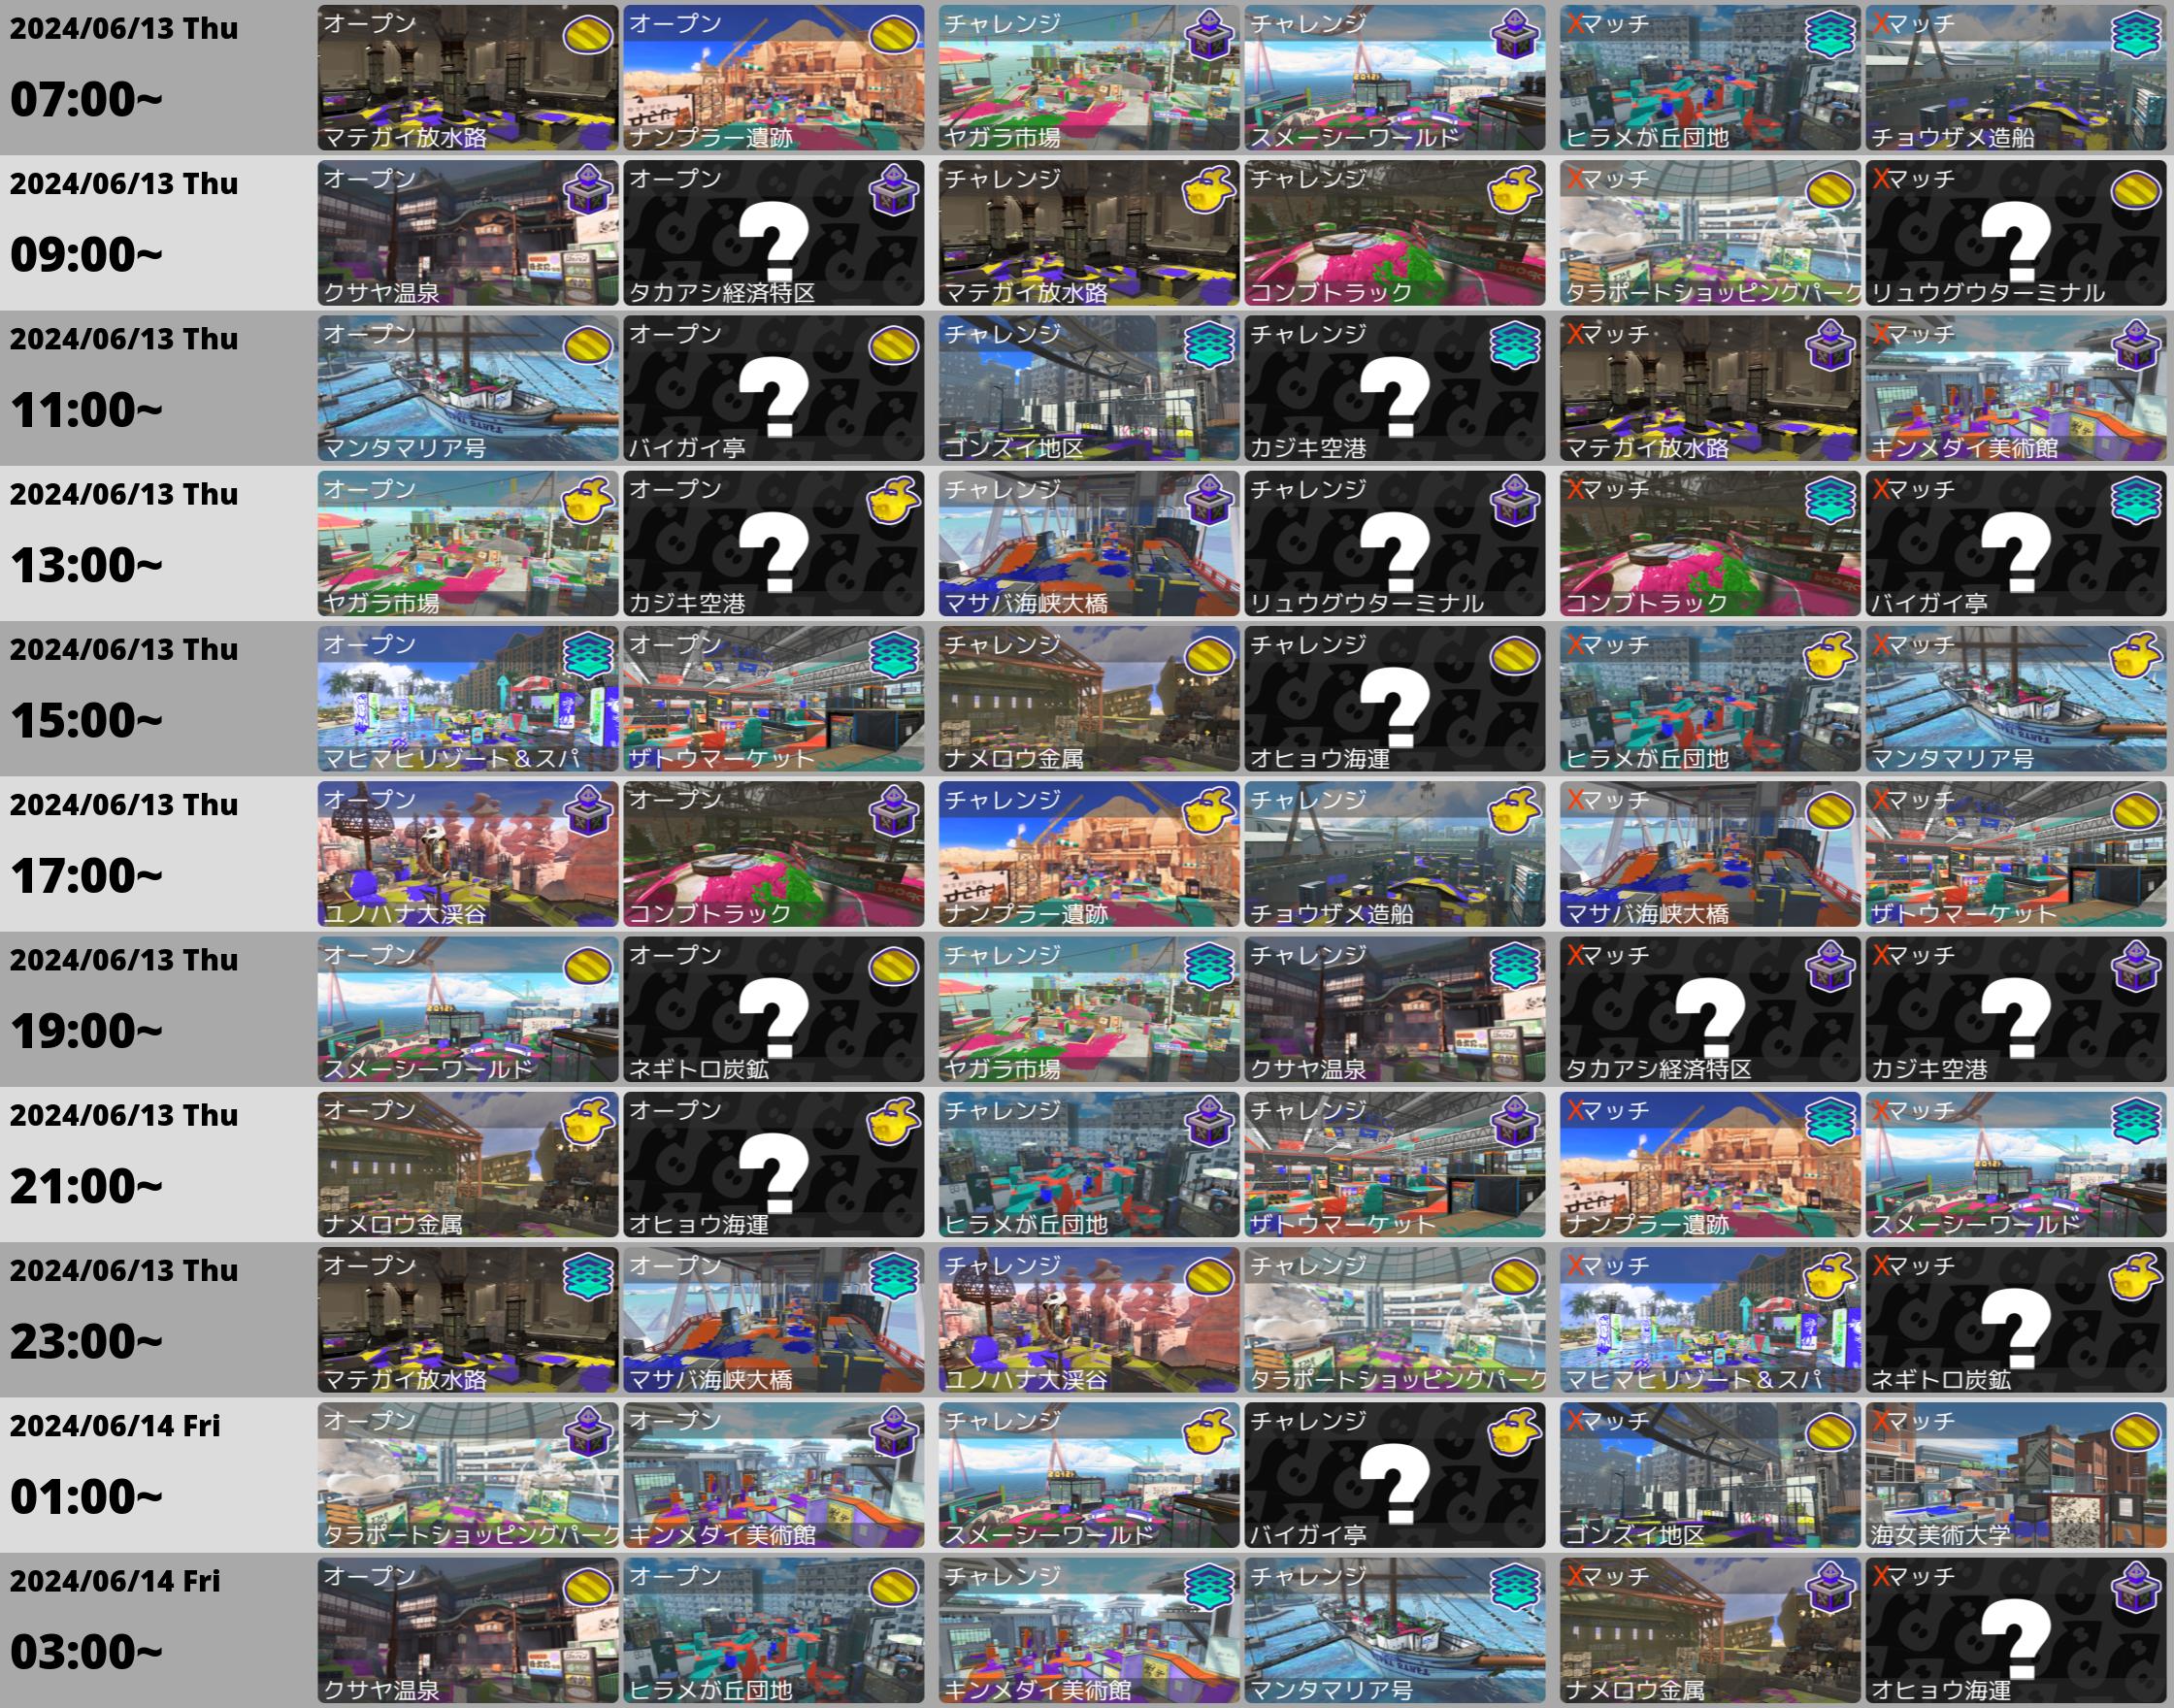 2024/06/13 Thu
07:00~
オープン
マテガイ放水路
オープン
ナンプラー遺跡
チャレンジ
ヤガラ市場
チャレンジ
スメーシーワールド
Xマッチ
ヒラメが丘団地
Xマッチ
チョウザメ造船
2024/06/13 Thu
09:00~
オープン
クサヤ温泉
オープン
?
タカアシ経済特区
チャレンジ
マテガイ放水路
チャレンジ
コンブトラック
Xマッチ
タラポートショッピングパーク
Xマッチ
?
リュウグウターミナル
2024/06/13 Thu
11:00~
オープン
マンタマリア号
オープン
?
バイガイ亭
チャレンジ
ゴンズイ地区
チャレンジ
?
カジキ空港
Xマッチ
マテガイ放水路
Xマッチ
キンメダイ美術館
2024/06/13 Thu
13:00~
オープン
ヤガラ市場
オープン
?
カジキ空港
チャレンジ
マサバ海峡大橋
チャレンジ
?
リュウグウターミナル
Xマッチ
コンブトラック
Xマッチ
?
バイガイ亭
2024/06/13 Thu
15:00~
オープン
マヒマヒリゾート＆スパ
オープン
ザトウマーケット
チャレンジ
ナメロウ金属
チャレンジ
?
オヒョウ海運
Xマッチ
ヒラメが丘団地
Xマッチ
マンタマリア号
2024/06/13 Thu
17:00~
オープン
ユノハナ大渓谷
オープン
コンブトラック
チャレンジ
ナンプラー遺跡
チャレンジ
チョウザメ造船
Xマッチ
マサバ海峡大橋
Xマッチ
ザトウマーケット
2024/06/13 Thu
19:00~
オープン
スメーシーワールド
オープン
?
ネギトロ炭鉱
チャレンジ
ヤガラ市場
チャレンジ
クサヤ温泉
Xマッチ
?
タカアシ経済特区
Xマッチ
?
カジキ空港
2024/06/13 Thu
21:00~
オープン
ナメロウ金属
オープン
?
オヒョウ海運
チャレンジ
ヒラメが丘団地
チャレンジ
ザトウマーケット
Xマッチ
ナンプラー遺跡
Xマッチ
スメーシーワールド
2024/06/13 Thu
23:00~
オープン
マテガイ放水路
オープン
マサバ海峡大橋
チャレンジ
ユノハナ大渓谷
チャレンジ
タラポートショッピングパーク
Xマッチ
マヒマヒリゾート＆スパ
Xマッチ
?
ネギトロ炭鉱
2024/06/14 Fri
01:00~
オープン
タラポートショッピングパーク
オープン
キンメダイ美術館
チャレンジ
スメーシーワールド
チャレンジ
?
バイガイ亭
Xマッチ
ゴンズイ地区
Xマッチ
海女美術大学
2024/06/14 Fri
03:00~
オープン
クサヤ温泉
オープン
ヒラメが丘団地
チャレンジ
キンメダイ美術館
チャレンジ
マンタマリア号
Xマッチ
ナメロウ金属
Xマッチ
?
オヒョウ海運